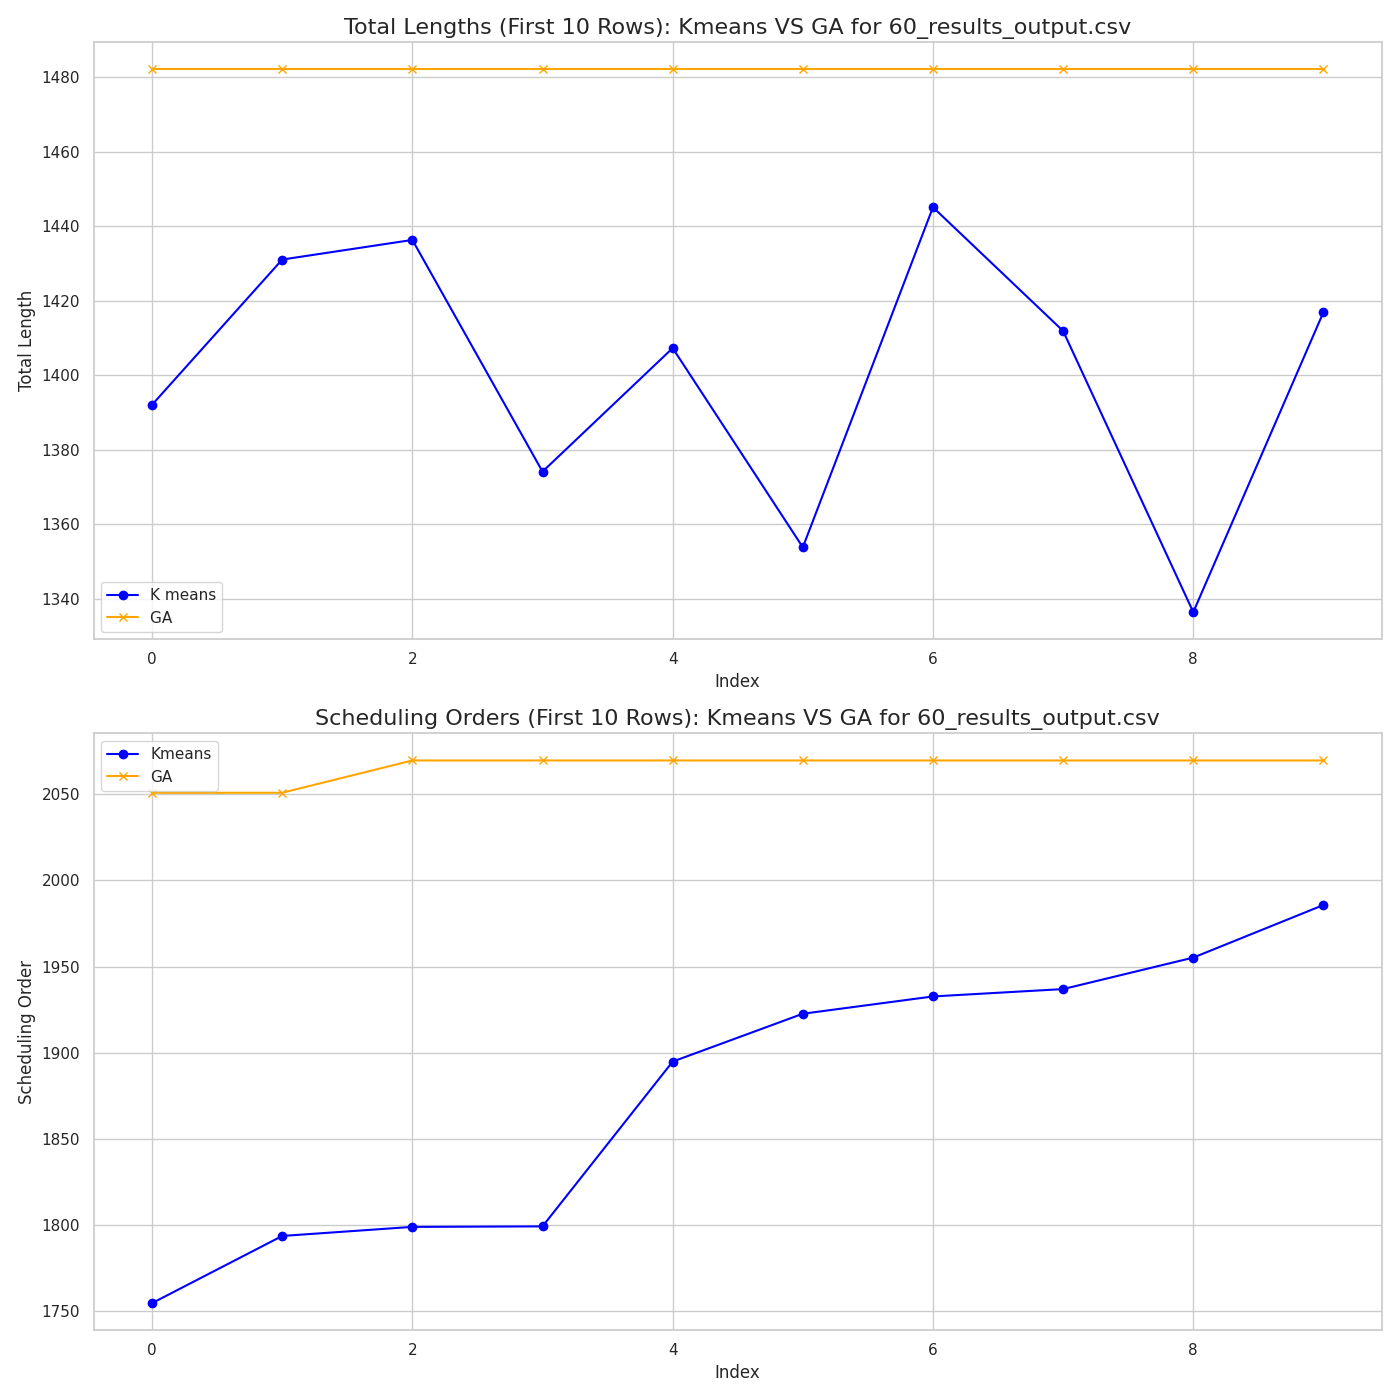 Total Lengths (First 10 Rows): Kmeans VS GA for 60_results_output.csv
1480
1460
1440
1420
1400
1380
1360
1340
Total Length
K means
GA
0 2 4 6 8
Index
Scheduling Orders (First 10 Rows): Kmeans VS GA for 60_results_output.csv
Kmeans
GA
2050
2000
1950
1900
1850
1800
1750
Scheduling Order
0 2 4 6 8
Index